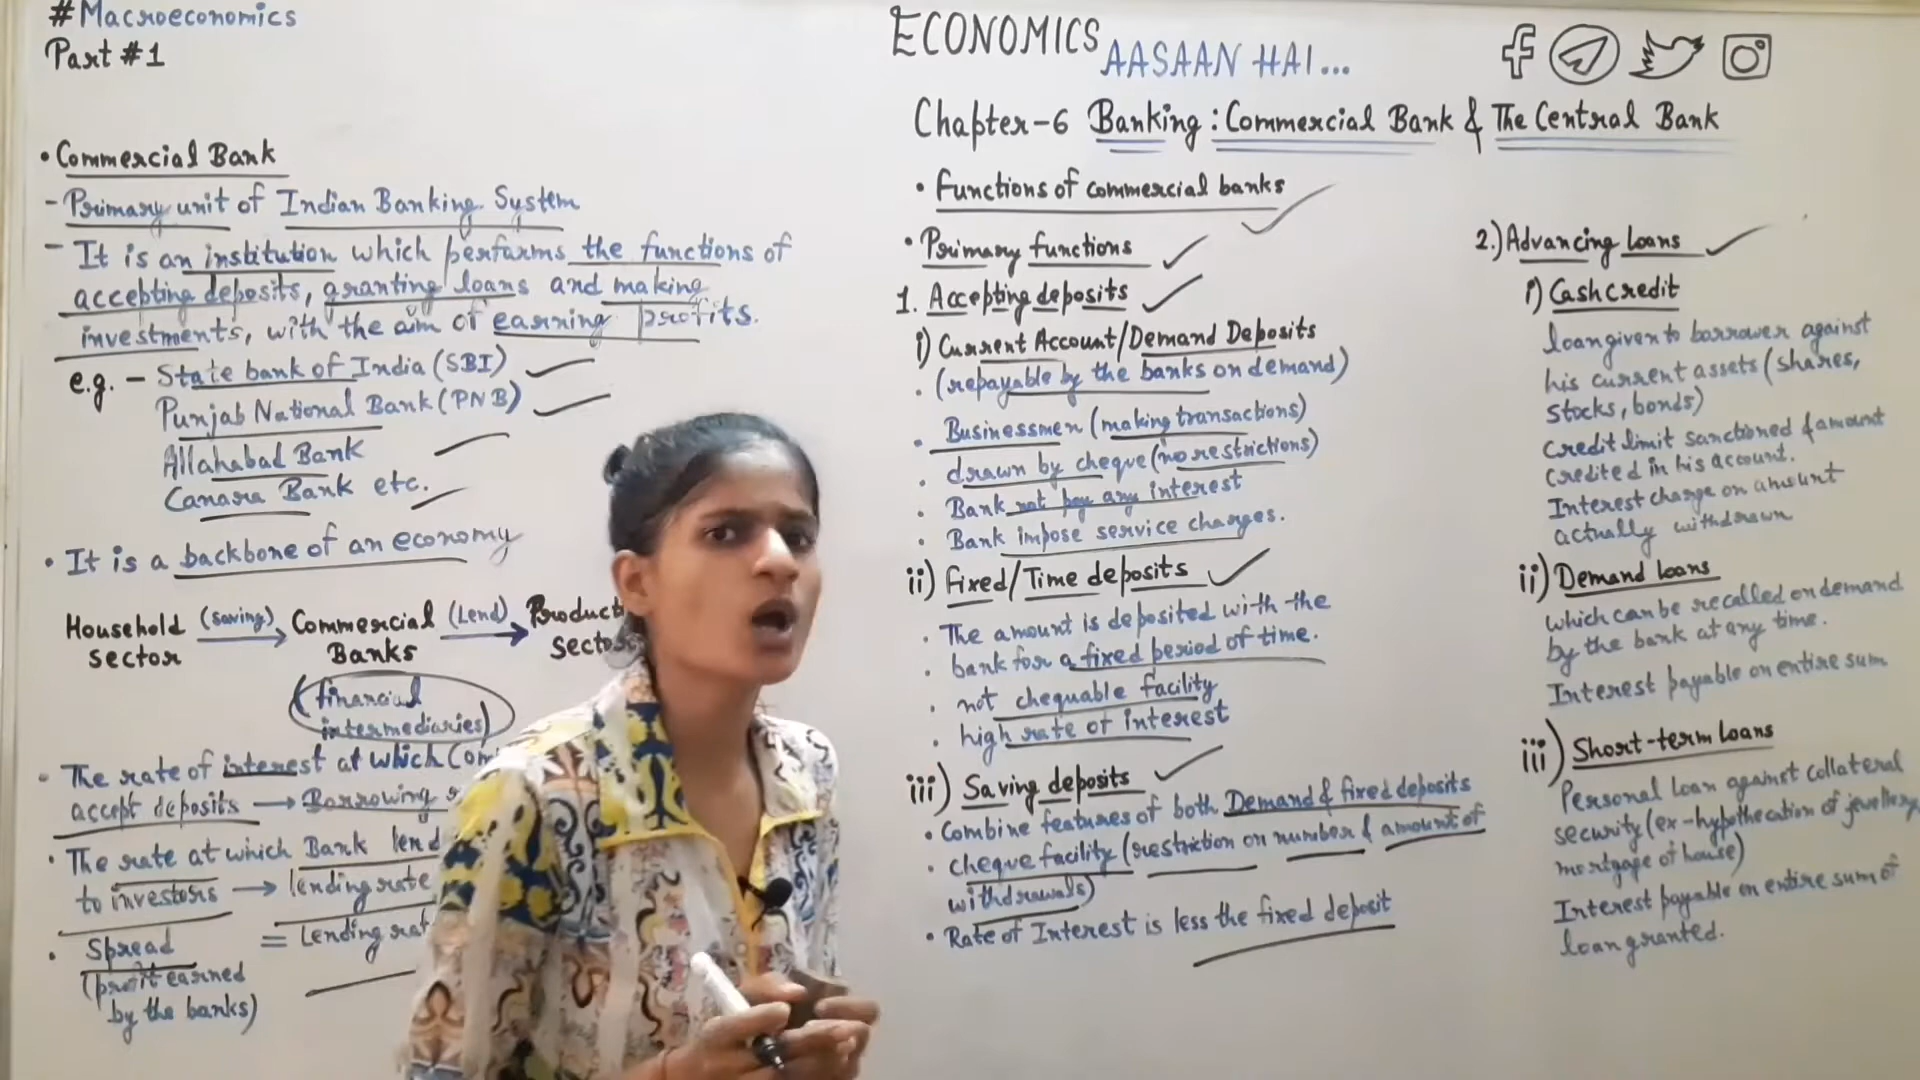 #Macroeconomics
Part #1
• Commercial Bank
- Primary unit of Indian Banking System
- It is an institution which performs the functions of
accepting deposits, granting loans and making
investments, with the aim of earning profits.
e.g. - State bank of India (SBI)
Punjab National Bank (PNB)
Allahabad Bank
Canara Bank etc.
• It is a backbone of an economy
Household (saving) Commercial (Lend) Product
sector → Banks → Secto
(financial
intermediaries)
• The rate of interest at which Com
accept deposits → Borrowing
• The rate at which Bank lend
to investors → lending rate
• Spread = Lending rat
(profit earned
by the banks)
ECONOMICS
AASAAN HAI...
Chapter-6 Banking : Commercial Bank & The Central Bank
• Functions of commercial banks
• Primary functions
1. Accepting deposits
i) Current Account/Demand Deposits
• (repayable by the banks on demand)
• Businessmen (making transactions)
• drawn by cheque (no restrictions)
• Bank not pay any interest
• Bank impose service charges.
ii) Fixed/Time deposits
• The amount is deposited with the
• bank for a fixed period of time.
• not chequable facility
• high rate of interest
iii) Saving deposits
• Combine features of both Demand & fixed deposits
• cheque facility (restriction on number & amount of
withdrawals)
• Rate of Interest is less the fixed deposit
2.) Advancing loans
i) Cash credit
loan given to borrower against
his current assets (shares,
stocks, bonds)
Credit limit sanctioned & amount
credited in his account.
Interest charge on amount
actually withdrawn
ii) Demand loans
which can be recalled on demand
by the bank at any time.
Interest payable on entire sum
iii) Short-term loans
Personal loan against collateral
security (ex-hypothecation of jewellery,
mortgage of house)
Interest payable on entire sum of
loan granted.